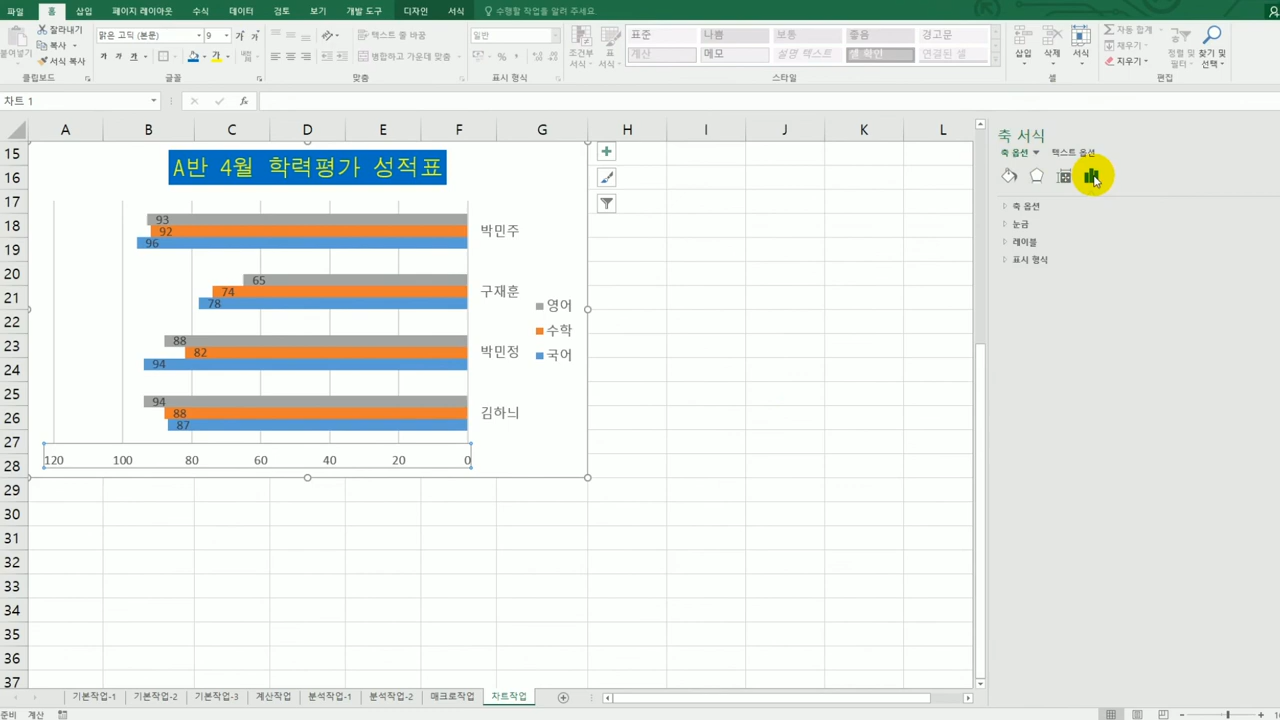 파일 홈 삽입 페이지 레이아웃 수식 데이터 검토 보기 개발 도구 디자인 서식 수행할 작업을 알려 주세요
잘라내기
복사
서식 복사
붙여넣기
클립보드
맑은 고딕 (본문) 9
가 가 가
글꼴
텍스트 줄 바꿈
병합하고 가운데 맞춤
맞춤
일반
표시 형식
조건부 서식
표 서식
표준 나쁨 보통 좋음 경고문
계산 메모 설명 텍스트 셀 확인 연결된 셀
스타일
삽입 삭제 서식
셀
자동 합계
채우기
지우기
정렬 및 필터
찾기 및 선택
편집
차트 1
fx
A B C D E F G H I J K L
15
16
17
18
19
20
21
22
23
24
25
26
27
28
29
30
31
32
33
34
35
36
37
A반 4월 학력평가 성적표
93
92
96
박민주
65
74
78
구재훈
88
82
94
박민정
94
88
87
김하늬
영어
수학
국어
120 100 80 60 40 20 0
축 서식
축 옵션 텍스트 옵션
축 옵션
눈금
레이블
표시 형식
기본작업-1 기본작업-2 기본작업-3 계산작업 분석작업-1 분석작업-2 매크로작업 차트작업
준비 계산